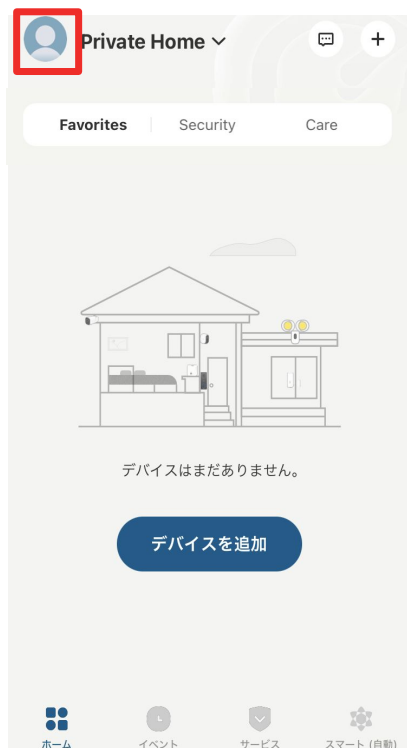 Private Home
Favorites Security Care
デバイスはまだありません。
デバイスを追加
ホーム イベント サービス スマート (自動)